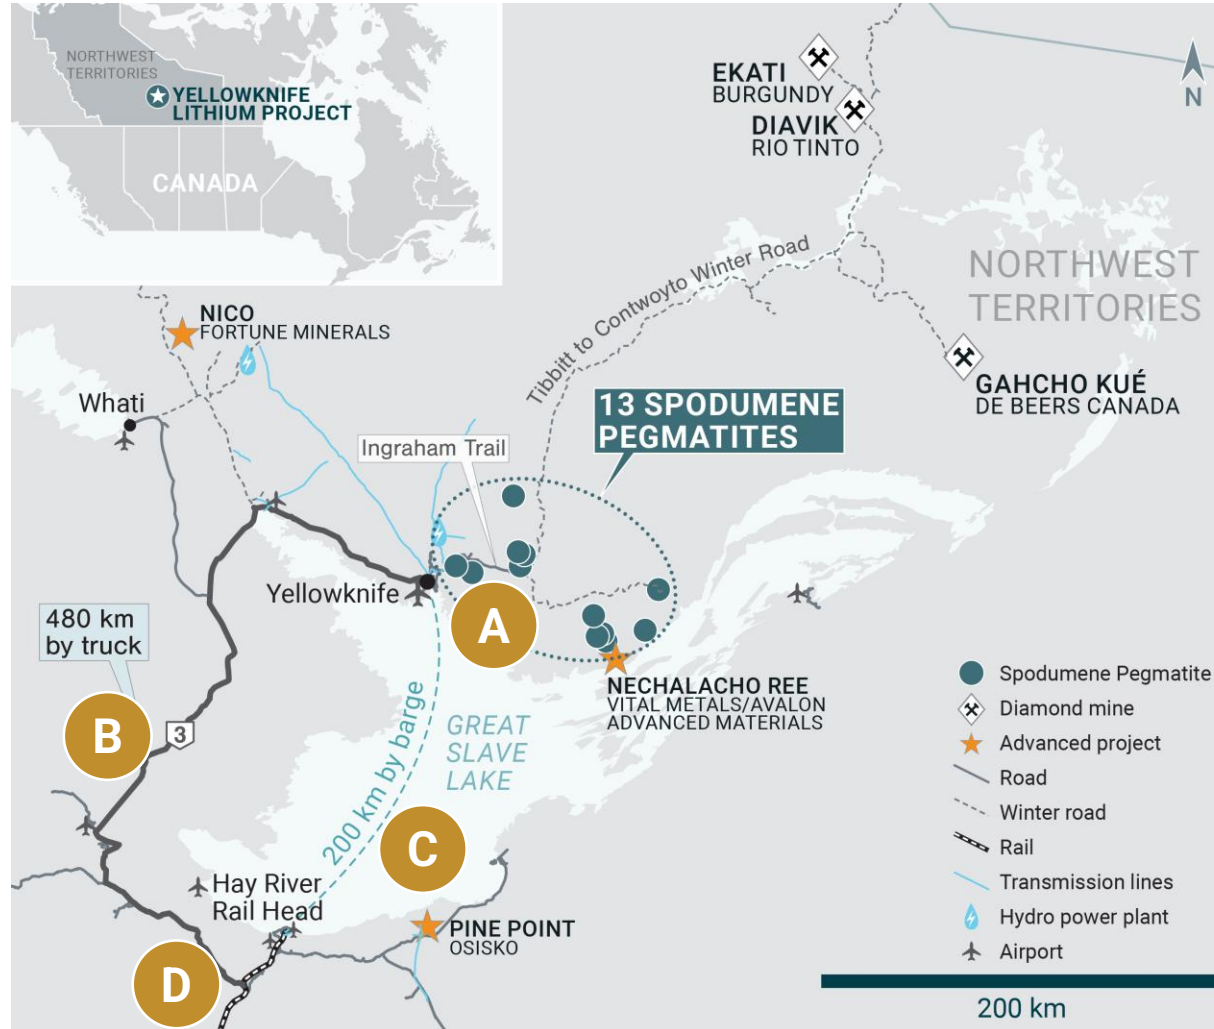 NORTHWEST
TERRITORIES
YELLOWKNIFE
LITHIUM PROJECT
CANADA
EKATI
BURGUNDY
DIAVIK
RIO TINTO
N
Tibbitt to Contwoyto Winter Road
NORTHWEST
TERRITORIES
NICO
FORTUNE MINERALS
GAHCHO KUÉ
DE BEERS CANADA
Whati
13 SPODUMENE
PEGMATITES
Ingraham Trail
Yellowknife
A
480 km
by truck
NECHALACHO REE
VITAL METALS/AVALON
ADVANCED MATERIALS
B
3
GREAT
SLAVE
LAKE
200 km by barge
C
Hay River
Rail Head
PINE POINT
OSISKO
D
Spodumene Pegmatite
Diamond mine
Advanced project
Road
Winter road
Rail
Transmission lines
Hydro power plant
Airport
200 km